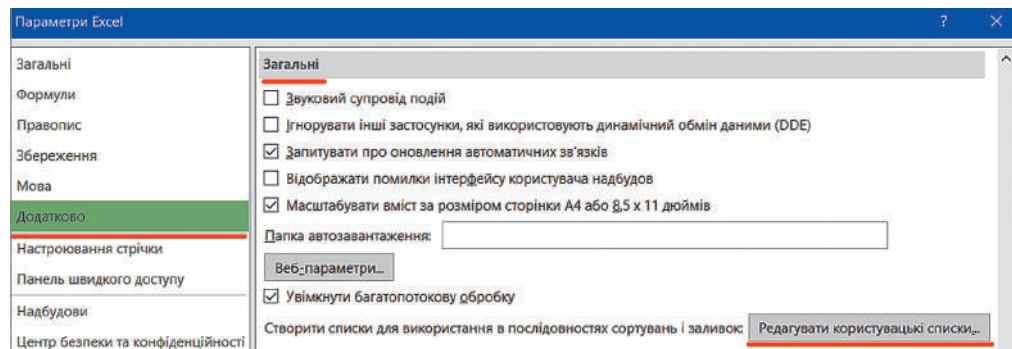 Параметри Excel
?
×
Загальні
Формули
Правопис
Збереження
Мова
Додатково
Настроювання стрічки
Панель швидкого доступу
Надбудови
Центр безпеки та конфіденційності
Загальні
Звуковий супровід подій
Ігнорувати інші застосунки, які використовують динамічний обмін даними (DDE)
Запитувати про оновлення автоматичних зв'язків
Відображати помилки інтерфейсу користувача надбудов
Масштабувати вміст за розміром сторінки A4 або 8,5 x 11 дюймів
Папка автозавантаження:
Веб-параметри...
Увімкнути багатопотокову обробку
Створити списки для використання в послідовностях сортувань і заливок: Редагувати користувацькі списки...